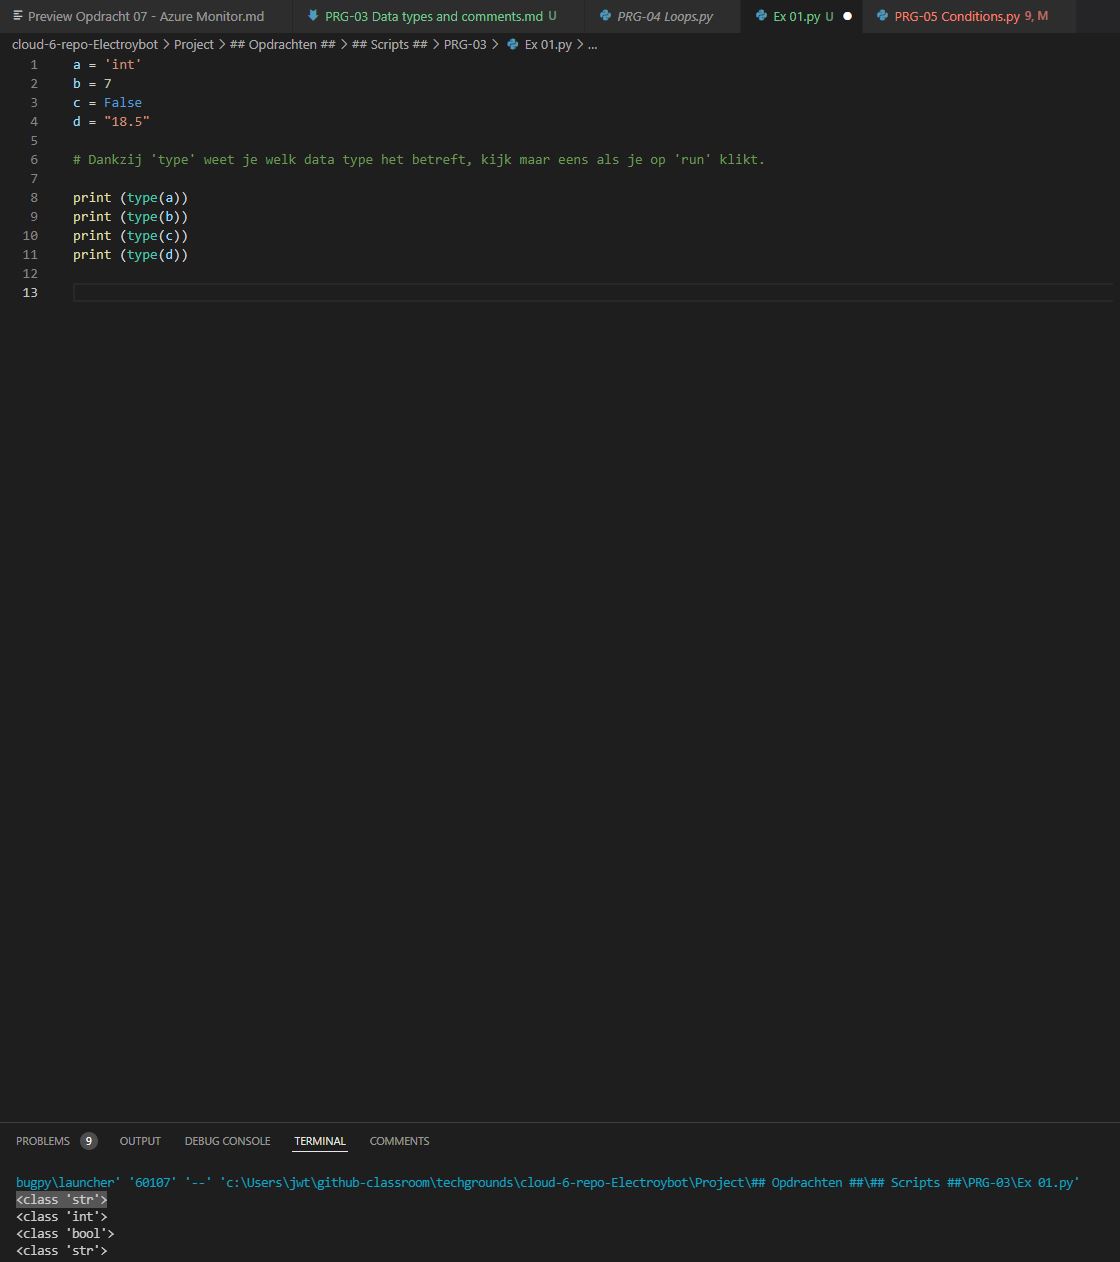 Preview Opdracht 07 - Azure Monitor.md PRG-03 Data types and comments.md U PRG-04 Loops.py Ex 01.py U PRG-05 Conditions.py 9, M
cloud-6-repo-Electroybot > Project > ## Opdrachten ## > ## Scripts ## > PRG-03 > Ex 01.py > ...
1 a = 'int'
2 b = 7
3 c = False
4 d = "18.5"
5
6 # Dankzij 'type' weet je welk data type het betreft, kijk maar eens als je op 'run' klikt.
7
8 print (type(a))
9 print (type(b))
10 print (type(c))
11 print (type(d))
12
13
PROBLEMS 9 OUTPUT DEBUG CONSOLE TERMINAL COMMENTS
bugpy\launcher' '60107' '--' 'c:\Users\jwt\github-classroom\techgrounds\cloud-6-repo-Electroybot\Project\## Opdrachten ##\## Scripts ##\PRG-03\Ex 01.py'
<class 'str'>
<class 'int'>
<class 'bool'>
<class 'str'>